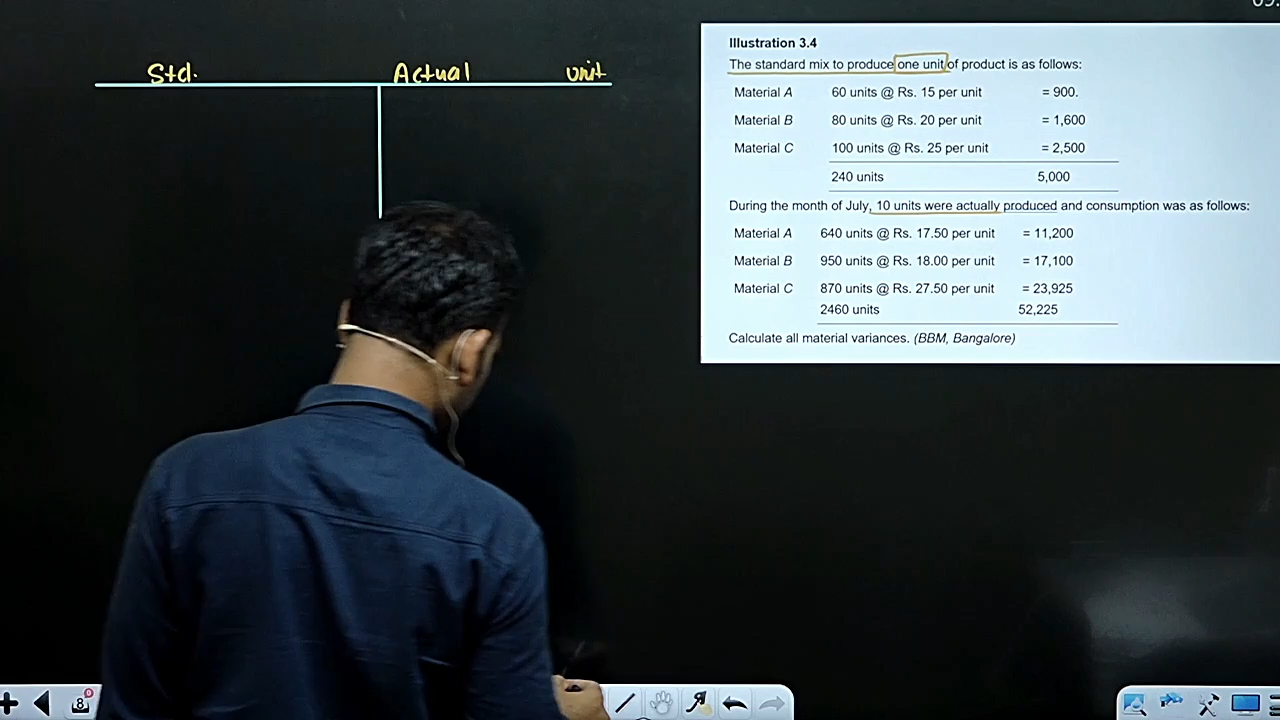 Std. Actual unit
Illustration 3.4
The standard mix to produce one unit of product is as follows:
Material A 60 units @ Rs. 15 per unit = 900.
Material B 80 units @ Rs. 20 per unit = 1,600
Material C 100 units @ Rs. 25 per unit = 2,500
240 units 5,000
During the month of July, 10 units were actually produced and consumption was as follows:
Material A 640 units @ Rs. 17.50 per unit = 11,200
Material B 950 units @ Rs. 18.00 per unit = 17,100
Material C 870 units @ Rs. 27.50 per unit = 23,925
2460 units 52,225
Calculate all material variances. (BBM, Bangalore)
8
0